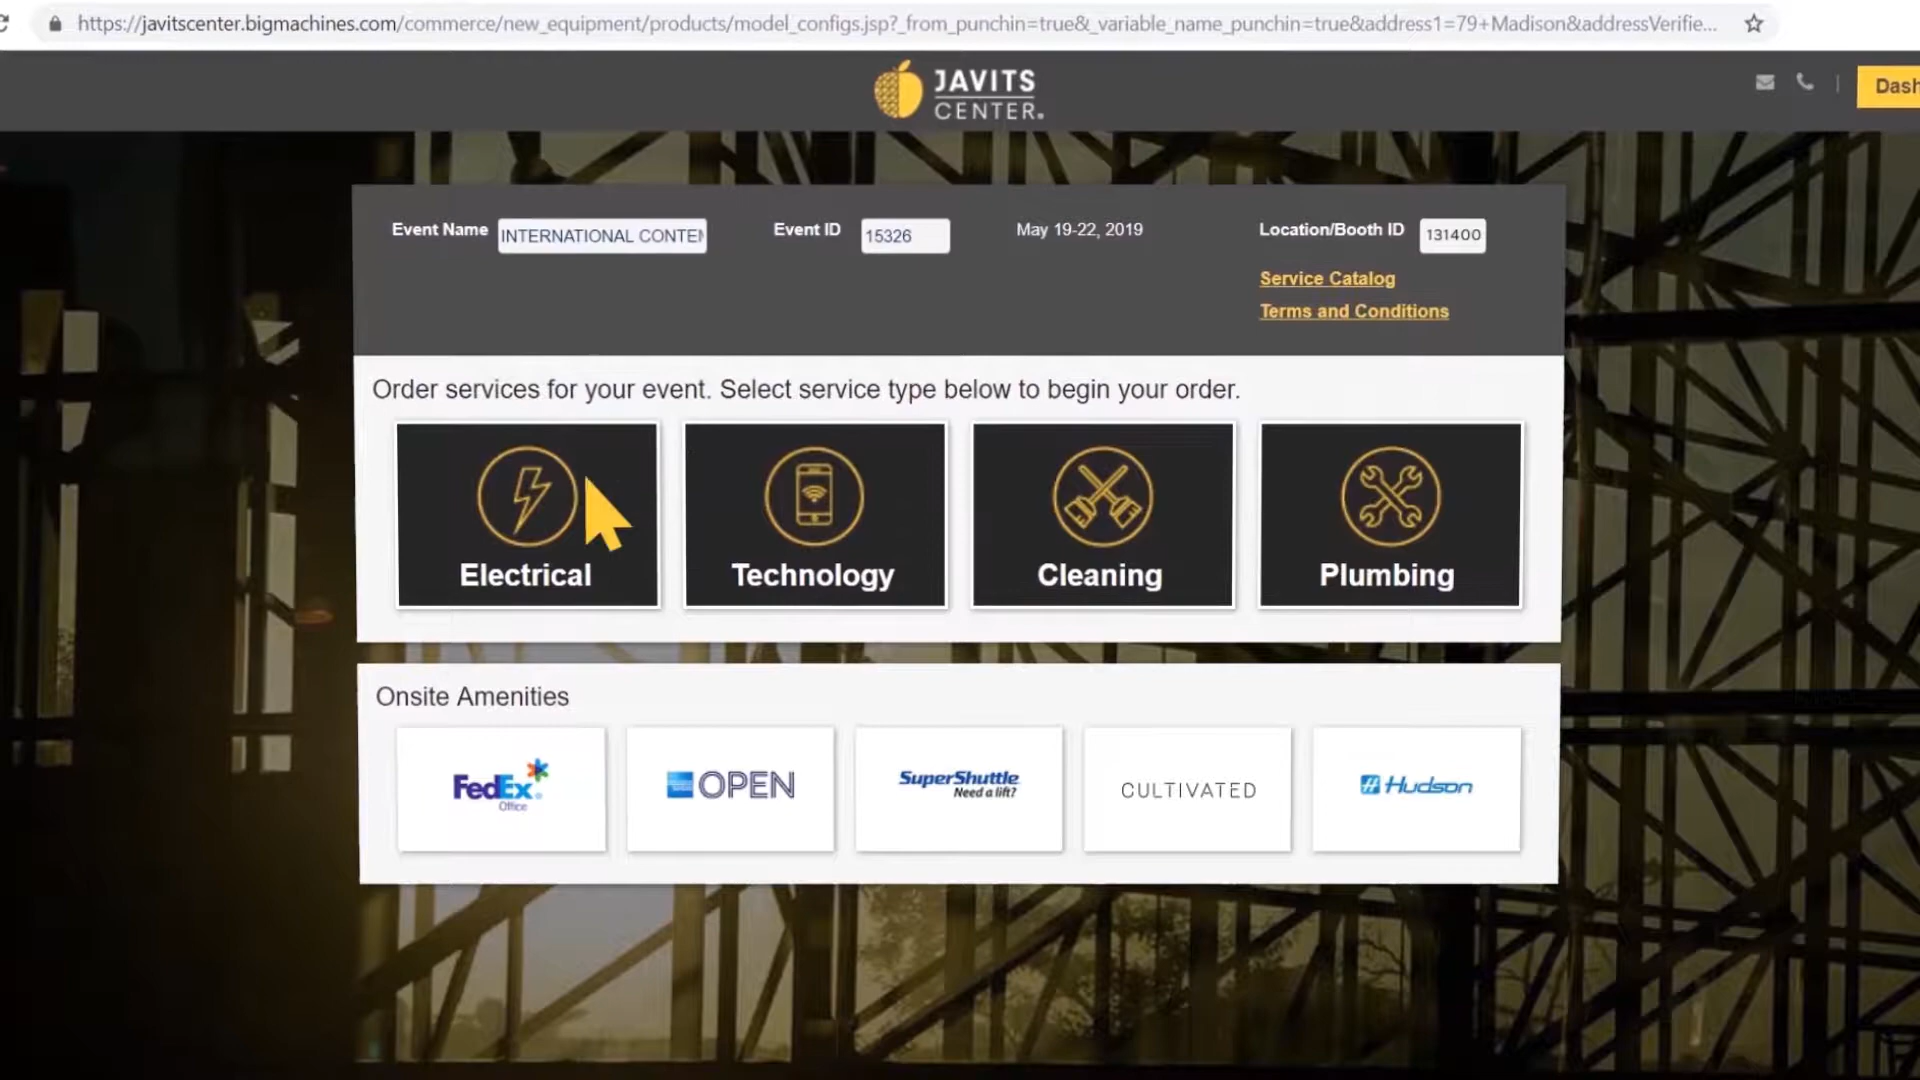 https://javitscenter.bigmachines.com/commerce/new_equipment/products/model_configs.jsp?_from_punchin=true&_variable_name_punchin=true&address1=79+Madison&addressVerifie...
JAVITS
CENTER
Dash
Event Name INTERNATIONAL CONTEN Event ID 15326 May 19-22, 2019 Location/Booth ID 131400
Service Catalog
Terms and Conditions
Order services for your event. Select service type below to begin your order.
Electrical Technology Cleaning Plumbing
Onsite Amenities
FedEx Office
OPEN
SuperShuttle
Need a lift?
CULTIVATED
Hudson